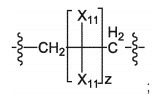 X₁₁ H₂
CH₂ C
X₁₁ z
;